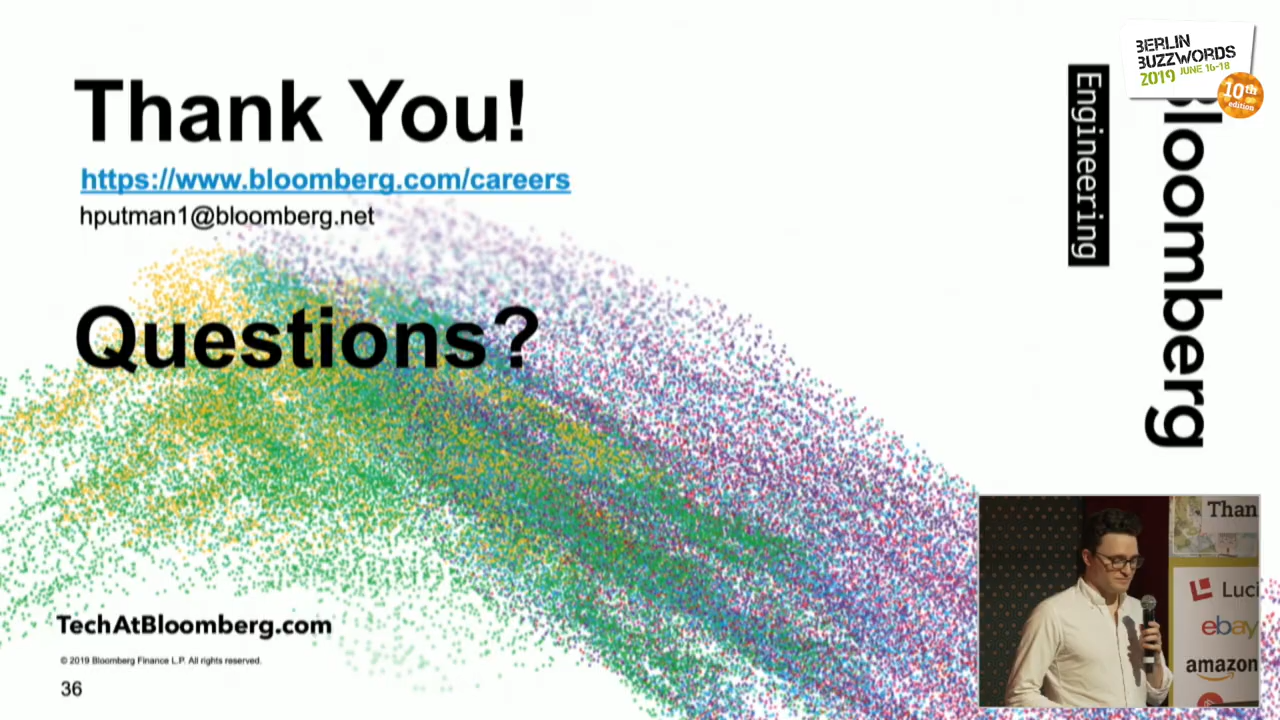 Thank You!
https://www.bloomberg.com/careers
hputman1@bloomberg.net
Questions?
TechAtBloomberg.com
© 2019 Bloomberg Finance L.P. All rights reserved.
36
Engineering
Bloomberg
BERLIN
BUZZWORDS
2019 JUNE 16-18
10th
edition
Than
Luci
ebay
amazon